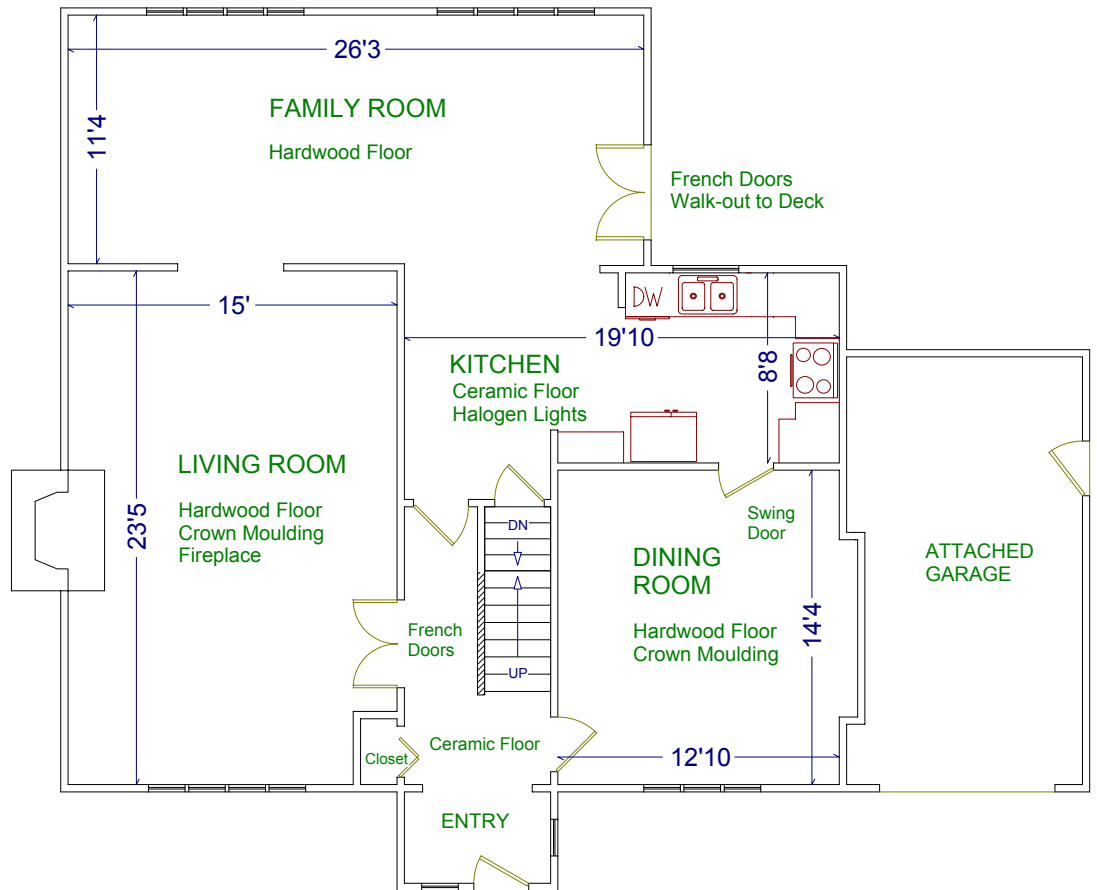 26'3
FAMILY ROOM
11'4
Hardwood Floor
French Doors
Walk-out to Deck
15'
DW
19'10
KITCHEN
8'8
Ceramic Floor
Halogen Lights
LIVING ROOM
Hardwood Floor
Crown Moulding
Fireplace
23'5
DN
Swing
Door
DINING
ROOM
ATTACHED
GARAGE
14'4
Hardwood Floor
Crown Moulding
French
Doors
UP
Ceramic Floor
Closet
12'10
ENTRY